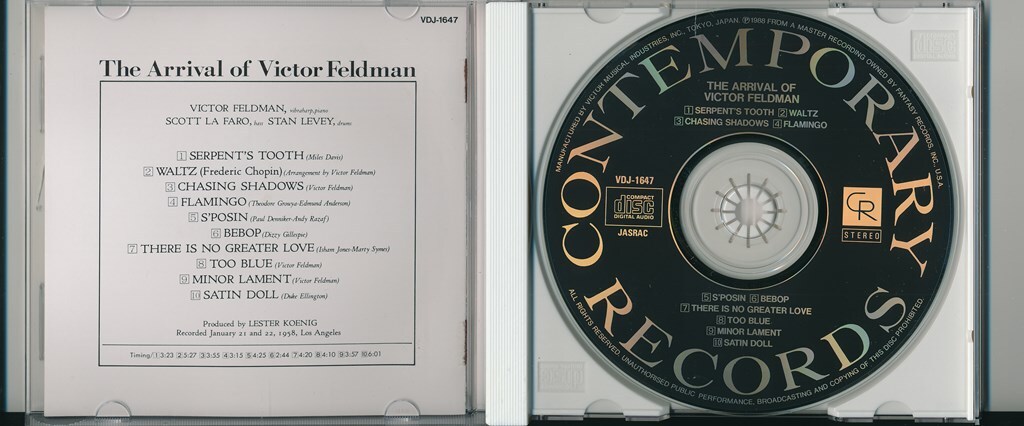 VDJ-1647
The Arrival of Victor Feldman
VICTOR FELDMAN, vibraharp, piano
SCOTT LA FARO, bass STAN LEVEY, drums
1 SERPENT'S TOOTH (Miles Davis)
2 WALTZ (Frederic Chopin) (Arrangement by Victor Feldman)
3 CHASING SHADOWS (Victor Feldman)
4 FLAMINGO (Theodore Grouya-Edmund Anderson)
5 S'POSIN (Paul Denniker-Andy Razaf)
6 BEBOP (Dizzy Gillespie)
7 THERE IS NO GREATER LOVE (Isham Jones-Marty Symes)
8 TOO BLUE (Victor Feldman)
9 MINOR LAMENT (Victor Feldman)
10 SATIN DOLL (Duke Ellington)
Produced by LESTER KOENIG
Recorded January 21 and 22, 1958, Los Angeles
Timing/1 3:23 2 5:27 3 3:55 4 3:15 5 4:25 6 2:44 7 4:20 8 4:10 9 3:57 10 6:01
MANUFACTURED BY VICTOR MUSICAL INDUSTRIES, INC., TOKYO, JAPAN. ℗1988 FROM A MASTER RECORDING OWNED BY FANTASY RECORDS, INC., U.S.A.
CONTEMPORARY RECORDS
THE ARRIVAL OF
VICTOR FELDMAN
1 SERPENT'S TOOTH 2 WALTZ
3 CHASING SHADOWS 4 FLAMINGO
VDJ-1647
COMPACT
disc
DIGITAL AUDIO
JASRAC
CR
STEREO
5 S'POSIN 6 BEBOP
7 THERE IS NO GREATER LOVE
8 TOO BLUE
9 MINOR LAMENT
10 SATIN DOLL
ALL RIGHTS RESERVED. UNAUTHORISED PUBLIC PERFORMANCE, BROADCASTING AND COPYING OF THIS DISC PROHIBITED.